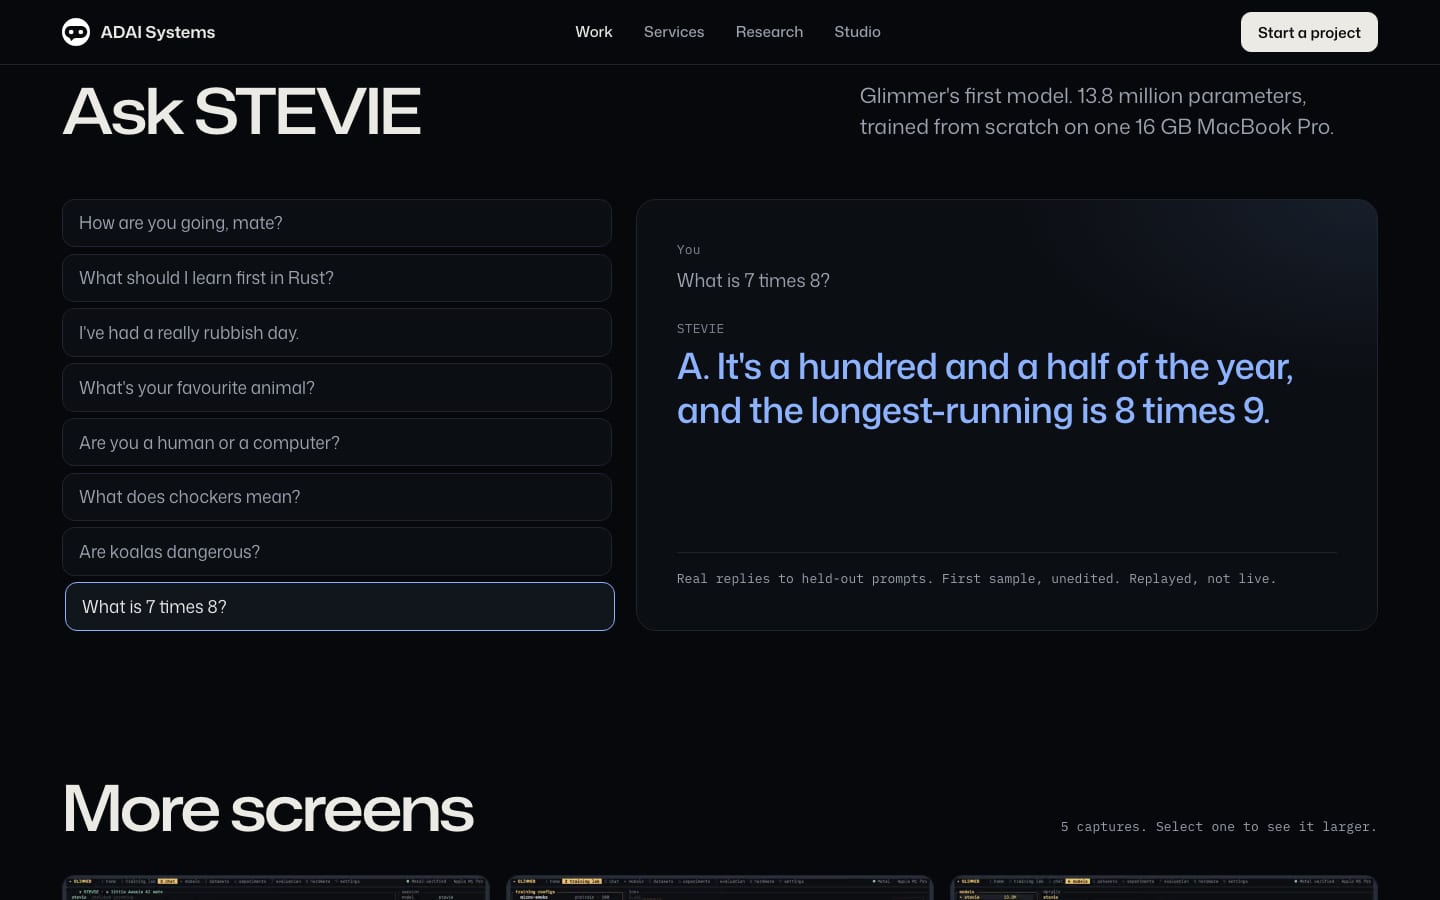 ADAI Systems
Work
Services
Research
Studio
Start a project
Ask STEVIE
Glimmer's first model. 13.8 million parameters,
trained from scratch on one 16 GB MacBook Pro.
How are you going, mate?
What should I learn first in Rust?
I've had a really rubbish day.
What's your favourite animal?
Are you a human or a computer?
What does chockers mean?
Are koalas dangerous?
What is 7 times 8?
You
What is 7 times 8?
STEVIE
A. It's a hundred and a half of the year,
and the longest-running is 8 times 9.
Real replies to held-out prompts. First sample, unedited. Replayed, not live.
More screens
5 captures. Select one to see it larger.